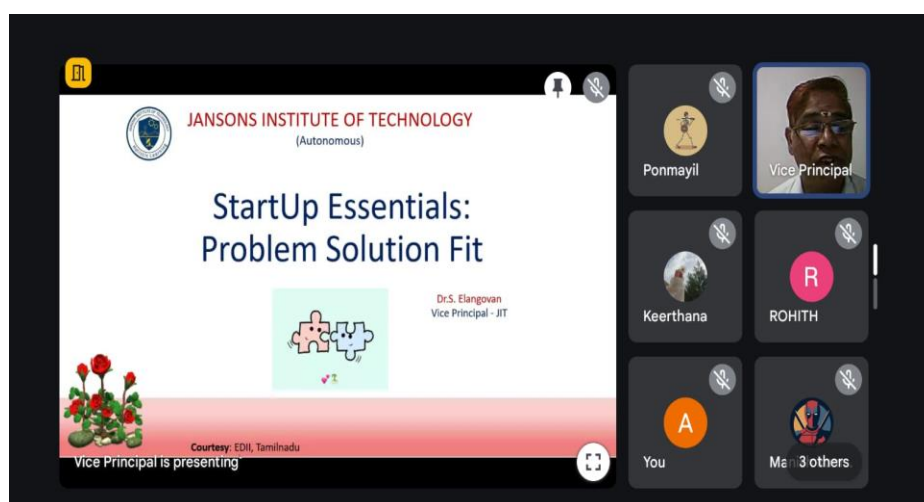 JANSONS INSTITUTE OF TECHNOLOGY
(Autonomous)
StartUp Essentials:
Problem Solution Fit
Dr.S. Elangovan
Vice Principal - JIT
Courtesy: EDII, Tamilnadu
Vice Principal is presenting
Ponmayil
Vice Principal
Keerthana
R
ROHITH
A
You
3 others